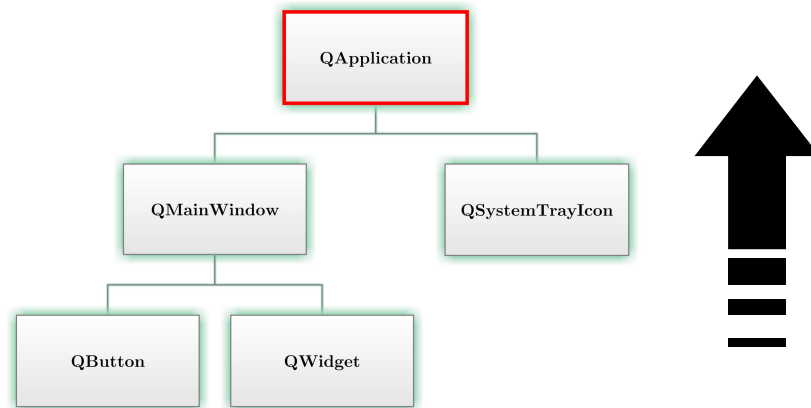 QApplication
QMainWindow
QSystemTrayIcon
QButton
QWidget